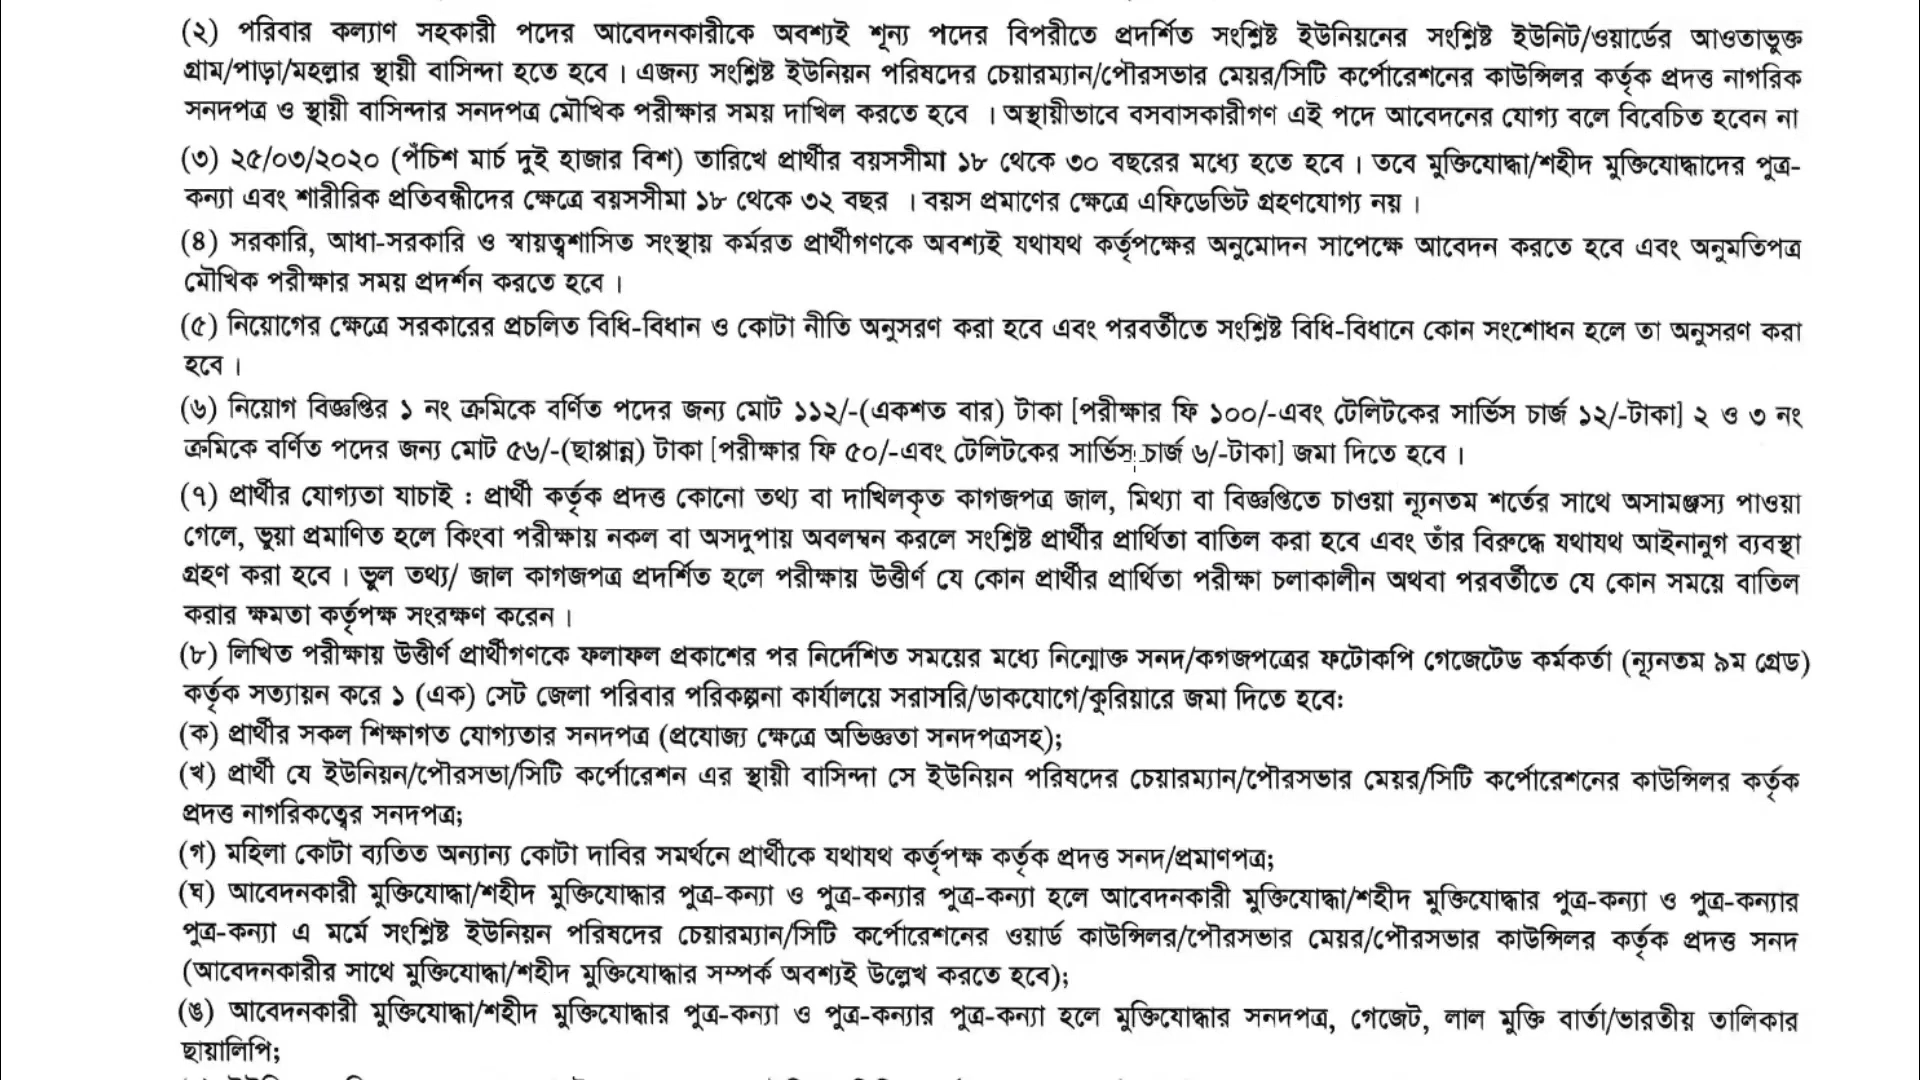 (২) পরিবার কল্যাণ সহকারী পদের আবেদনকারীকে অবশ্যই শূন্য পদের বিপরীতে প্রদর্শিত সংশ্লিষ্ট ইউনিয়নের সংশ্লিষ্ট ইউনিট/ওয়ার্ডের আওতাভুক্ত
গ্রাম/পাড়া/মহল্লার স্থায়ী বাসিন্দা হতে হবে । এজন্য সংশ্লিষ্ট ইউনিয়ন পরিষদের চেয়ারম্যান/পৌরসভার মেয়র/সিটি কর্পোরেশনের কাউন্সিলর কর্তৃক প্রদত্ত নাগরিক
সনদপত্র ও স্থায়ী বাসিন্দার সনদপত্র মৌখিক পরীক্ষার সময় দাখিল করতে হবে । অস্থায়ীভাবে বসবাসকারীগণ এই পদে আবেদনের যোগ্য বলে বিবেচিত হবেন না
(৩) ২৫/০৩/২০২০ (পঁচিশ মার্চ দুই হাজার বিশ) তারিখে প্রার্থীর বয়সসীমা ১৮ থেকে ৩০ বছরের মধ্যে হতে হবে । তবে মুক্তিযোদ্ধা/শহীদ মুক্তিযোদ্ধাদের পুত্র-
কন্যা এবং শারীরিক প্রতিবন্ধীদের ক্ষেত্রে বয়সসীমা ১৮ থেকে ৩২ বছর । বয়স প্রমাণের ক্ষেত্রে এফিডেভিট গ্রহণযোগ্য নয় ।
(৪) সরকারি, আধা-সরকারি ও স্বায়ত্বশাসিত সংস্থায় কর্মরত প্রার্থীগণকে অবশ্যই যথাযথ কর্তৃপক্ষের অনুমোদন সাপেক্ষে আবেদন করতে হবে এবং অনুমতিপত্র
মৌখিক পরীক্ষার সময় প্রদর্শন করতে হবে ।
(৫) নিয়োগের ক্ষেত্রে সরকারের প্রচলিত বিধি-বিধান ও কোটা নীতি অনুসরণ করা হবে এবং পরবর্তীতে সংশ্লিষ্ট বিধি-বিধানে কোন সংশোধন হলে তা অনুসরণ করা
হবে ।
(৬) নিয়োগ বিজ্ঞপ্তির ১ নং ক্রমিকে বর্ণিত পদের জন্য মোট ১১২/-(একশত বার) টাকা [পরীক্ষার ফি ১০০/-এবং টেলিটকের সার্ভিস চার্জ ১২/-টাকা] ২ ও ৩ নং
ক্রমিকে বর্ণিত পদের জন্য মোট ৫৬/-(ছাপ্পান্ন) টাকা [পরীক্ষার ফি ৫০/-এবং টেলিটকের সার্ভিস চার্জ ৬/-টাকা] জমা দিতে হবে ।
(৭) প্রার্থীর যোগ্যতা যাচাই : প্রার্থী কর্তৃক প্রদত্ত কোনো তথ্য বা দাখিলকৃত কাগজপত্র জাল, মিথ্যা বা বিজ্ঞপ্তিতে চাওয়া ন্যূনতম শর্তের সাথে অসামঞ্জস্য পাওয়া
গেলে, ভুয়া প্রমাণিত হলে কিংবা পরীক্ষায় নকল বা অসদুপায় অবলম্বন করলে সংশ্লিষ্ট প্রার্থীর প্রার্থিতা বাতিল করা হবে এবং তাঁর বিরুদ্ধে যথাযথ আইনানুগ ব্যবস্থা
গ্রহণ করা হবে । ভুল তথ্য/ জাল কাগজপত্র প্রদর্শিত হলে পরীক্ষায় উত্তীর্ণ যে কোন প্রার্থীর প্রার্থিতা পরীক্ষা চলাকালীন অথবা পরবর্তীতে যে কোন সময়ে বাতিল
করার ক্ষমতা কর্তৃপক্ষ সংরক্ষণ করেন ।
(৮) লিখিত পরীক্ষায় উত্তীর্ণ প্রার্থীগণকে ফলাফল প্রকাশের পর নির্দেশিত সময়ের মধ্যে নিম্মোক্ত সনদ/কগজপত্রের ফটোকপি গেজেটেড কর্মকর্তা (ন্যূনতম ৯ম গ্রেড)
কর্তৃক সত্যায়ন করে ১ (এক) সেট জেলা পরিবার পরিকল্পনা কার্যালয়ে সরাসরি/ডাকযোগে/কুরিয়ারে জমা দিতে হবে:
(ক) প্রার্থীর সকল শিক্ষাগত যোগ্যতার সনদপত্র (প্রযোজ্য ক্ষেত্রে অভিজ্ঞতা সনদপত্রসহ);
(খ) প্রার্থী যে ইউনিয়ন/পৌরসভা/সিটি কর্পোরেশন এর স্থায়ী বাসিন্দা সে ইউনিয়ন পরিষদের চেয়ারম্যান/পৌরসভার মেয়র/সিটি কর্পোরেশনের কাউন্সিলর কর্তৃক
প্রদত্ত নাগরিকত্বের সনদপত্র;
(গ) মহিলা কোটা ব্যতিত অন্যান্য কোটা দাবির সমর্থনে প্রার্থীকে যথাযথ কর্তৃপক্ষ কর্তৃক প্রদত্ত সনদ/প্রমাণপত্র;
(ঘ) আবেদনকারী মুক্তিযোদ্ধা/শহীদ মুক্তিযোদ্ধার পুত্র-কন্যা ও পুত্র-কন্যার পুত্র-কন্যা হলে আবেদনকারী মুক্তিযোদ্ধা/শহীদ মুক্তিযোদ্ধার পুত্র-কন্যা ও পুত্র-কন্যার
পুত্র-কন্যা এ মর্মে সংশ্লিষ্ট ইউনিয়ন পরিষদের চেয়ারম্যান/সিটি কর্পোরেশনের ওয়ার্ড কাউন্সিলর/পৌরসভার মেয়র/পৌরসভার কাউন্সিলর কর্তৃক প্রদত্ত সনদ
(আবেদনকারীর সাথে মুক্তিযোদ্ধা/শহীদ মুক্তিযোদ্ধার সম্পর্ক অবশ্যই উল্লেখ করতে হবে);
(ঙ) আবেদনকারী মুক্তিযোদ্ধা/শহীদ মুক্তিযোদ্ধার পুত্র-কন্যা ও পুত্র-কন্যার পুত্র-কন্যা হলে মুক্তিযোদ্ধার সনদপত্র, গেজেট, লাল মুক্তি বার্তা/ভারতীয় তালিকার
ছায়ালিপি;